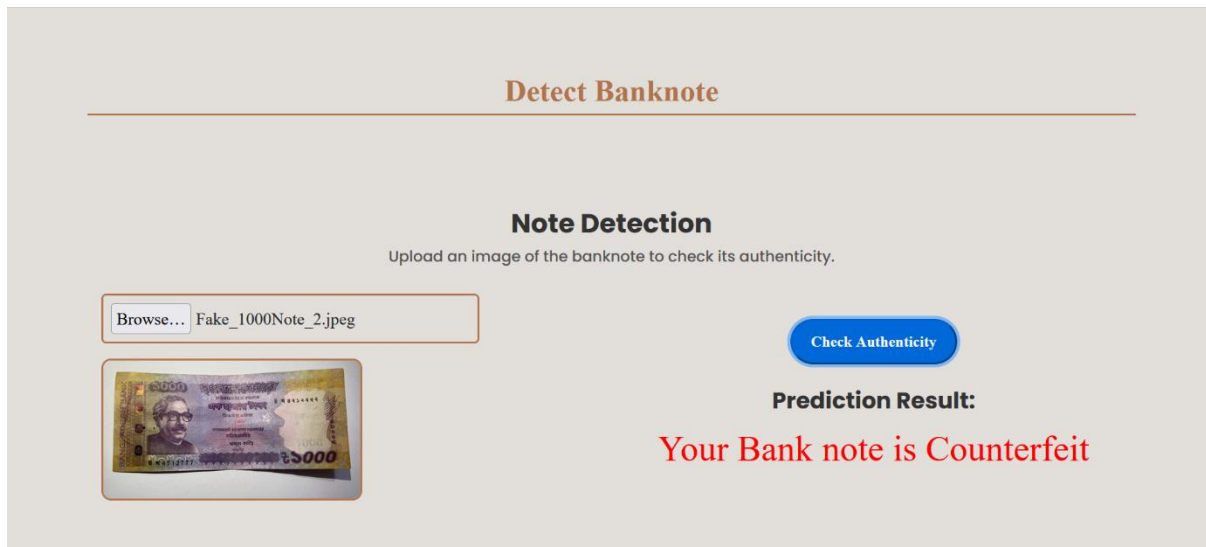 Detect Banknote
Note Detection
Upload an image of the banknote to check its authenticity.
Browse... Fake_1000Note_2.jpeg
Check Authenticity
Prediction Result:
Your Bank note is Counterfeit
৳১000